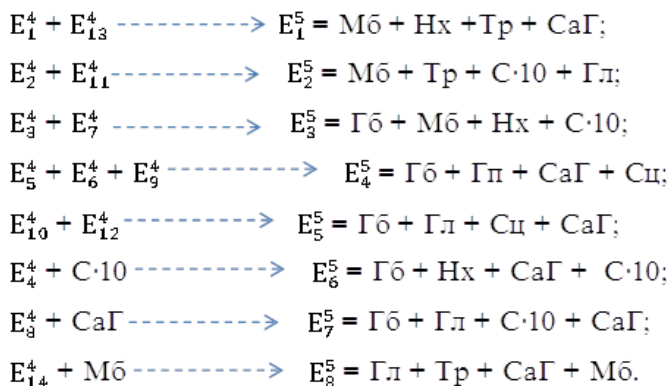 E₁⁴ + E₁₃⁴ ----------> E₁⁵ = Мб + Нх +Тр + СаГ;
E₂⁴ + E₁₁⁴ ----------> E₂⁵ = Мб + Тр + С·10 + Гл;
E₃⁴ + E₇⁴ ----------> E₃⁵ = Гб + Мб + Нх + С·10;
E₅⁴ + E₆⁴ + E₉⁴ ----------> E₄⁵ = Гб + Гп + СаГ + Сц;
E₁₀⁴ + E₁₂⁴ ----------> E₅⁵ = Гб + Гл + Сц + СаГ;
E₄⁴ + С·10 ----------> E₆⁵ = Гб + Нх + СаГ + С·10;
E₈⁴ + СаГ ----------> E₇⁵ = Гб + Гл + С·10 + СаГ;
E₁₄⁴ + Мб ----------> E₈⁵ = Гл + Тр + СаГ + Мб.